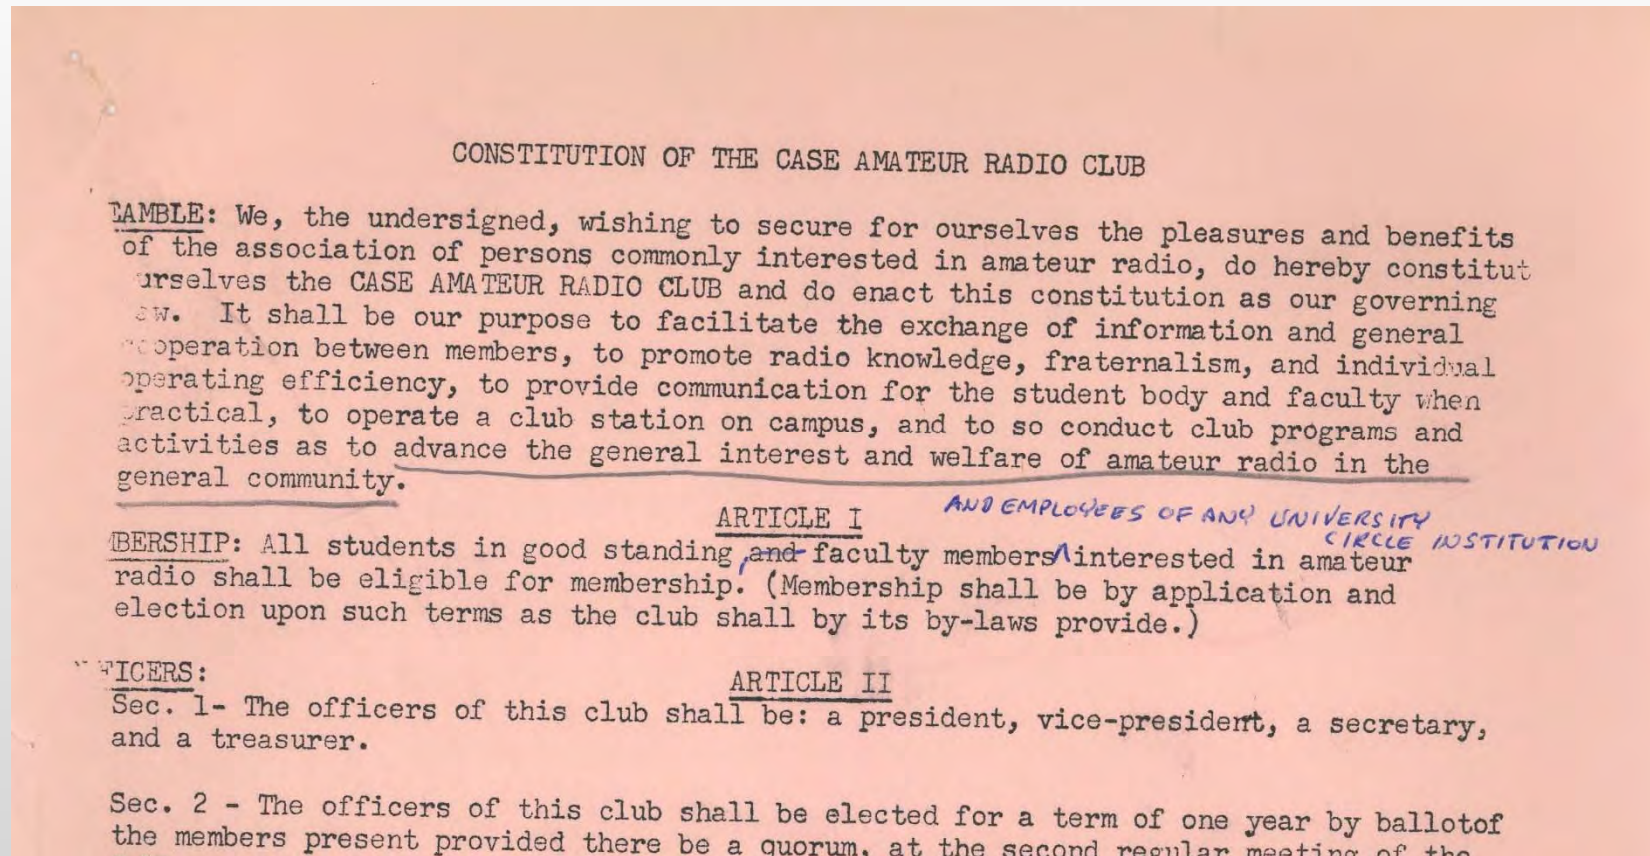 CONSTITUTION OF THE CASE AMATEUR RADIO CLUB
EAMBLE: We, the undersigned, wishing to secure for ourselves the pleasures and benefits
of the association of persons commonly interested in amateur radio, do hereby constitut
urselves the CASE AMATEUR RADIO CLUB and do enact this constitution as our governing
aw. It shall be our purpose to facilitate the exchange of information and general
cooperation between members, to promote radio knowledge, fraternalism, and individual
operating efficiency, to provide communication for the student body and faculty when
practical, to operate a club station on campus, and to so conduct club programs and
activities as to advance the general interest and welfare of amateur radio in the
general community.
ARTICLE I
AND EMPLOYEES OF ANY UNIVERSITY
CIRCLE INSTITUTION
BERSHIP: All students in good standing ,and faculty members interested in amateur
radio shall be eligible for membership. (Membership shall be by application and
election upon such terms as the club shall by its by-laws provide.)
FICERS:
ARTICLE II
Sec. 1- The officers of this club shall be: a president, vice-president, a secretary,
and a treasurer.
Sec. 2 - The officers of this club shall be elected for a term of one year by ballotof
the members present provided there be a quorum, at the second regular meeting of the